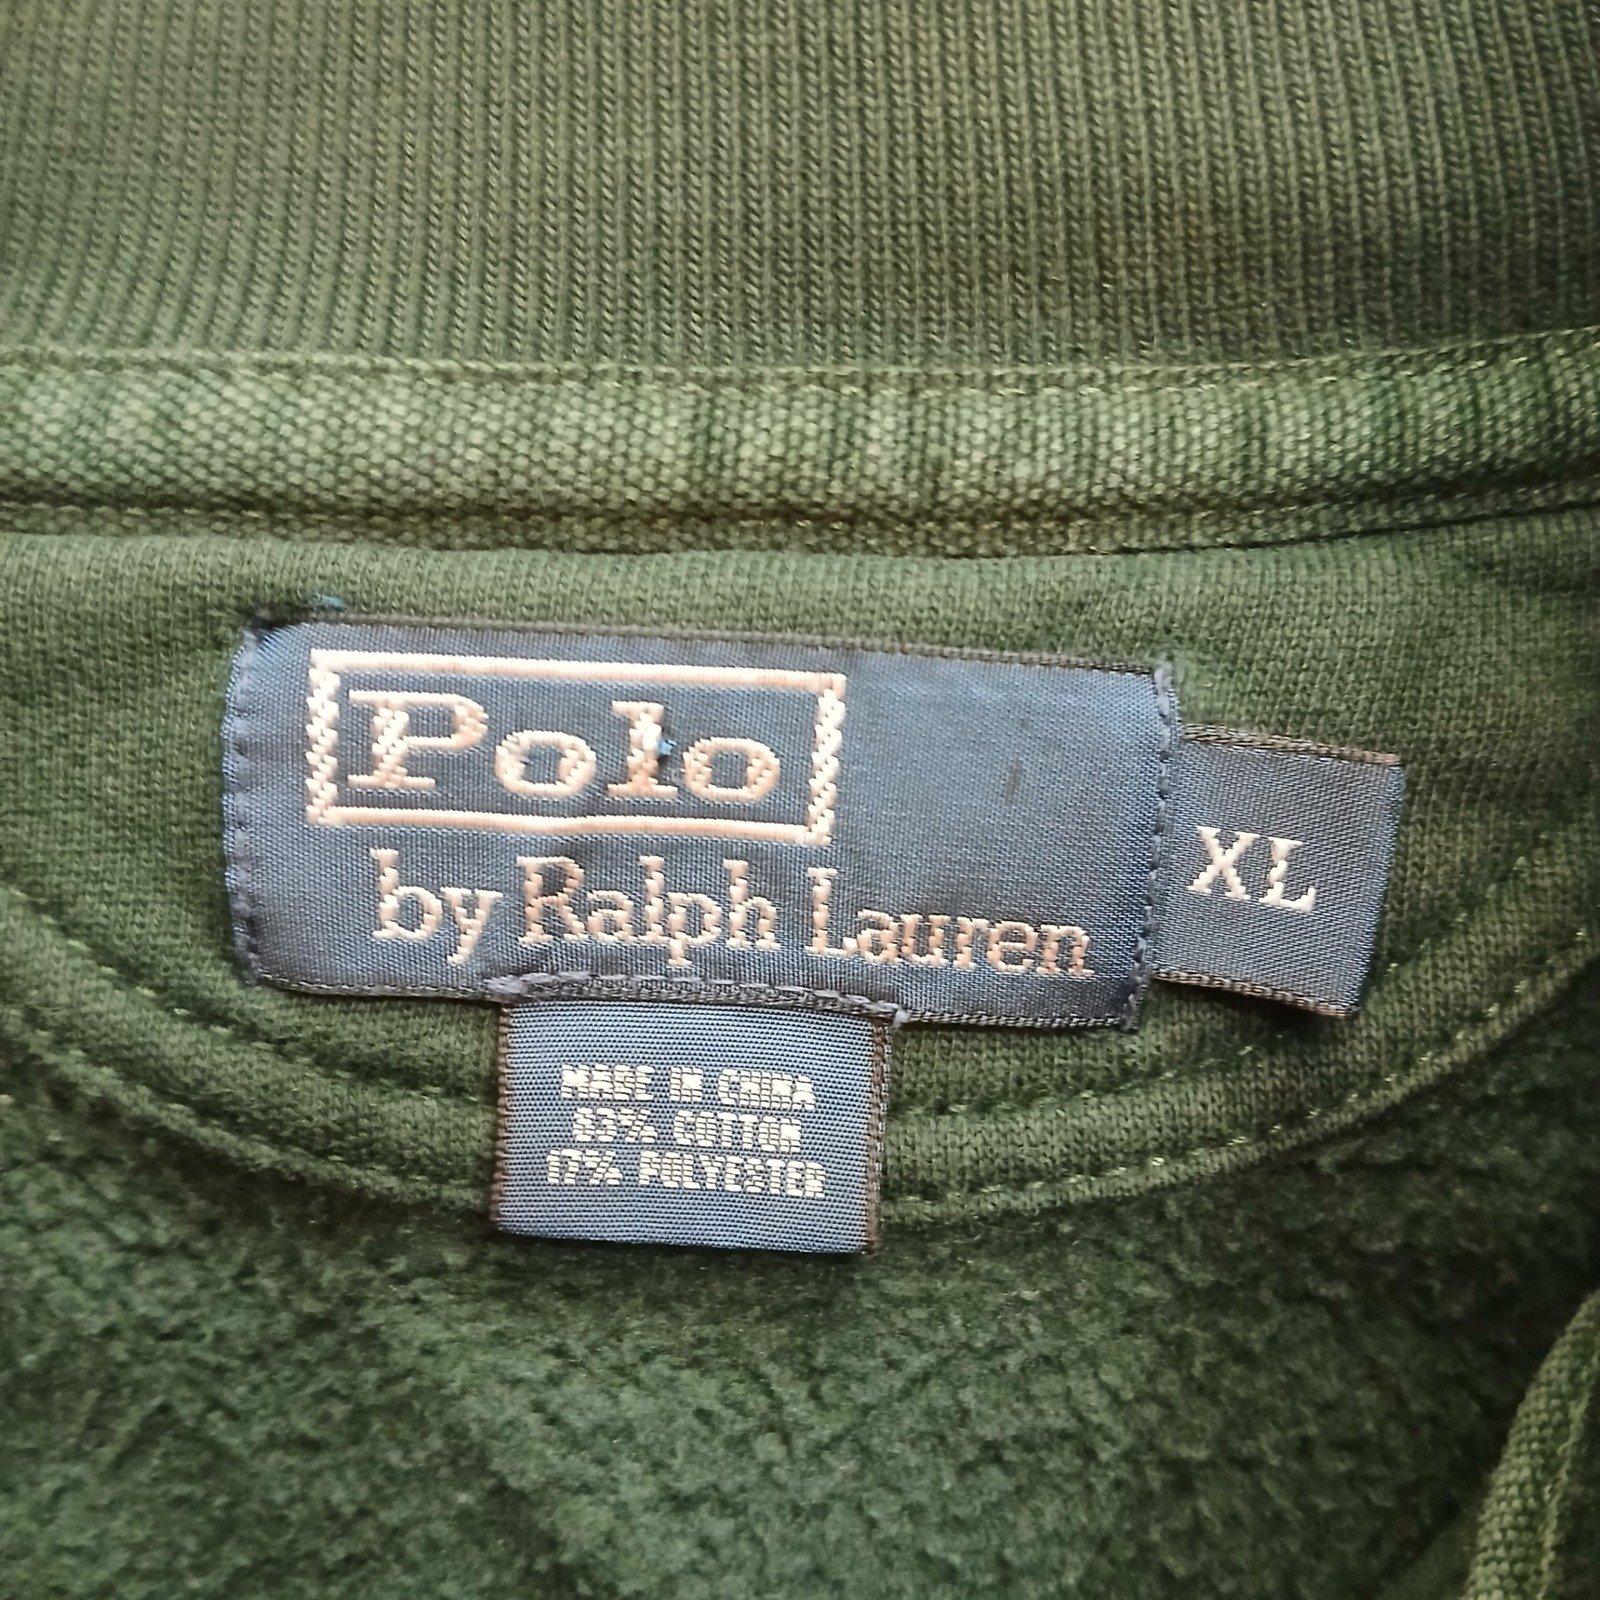 Polo
by Ralph Lauren
XL
MADE IN CHINA
83% COTTON
17% POLYESTER